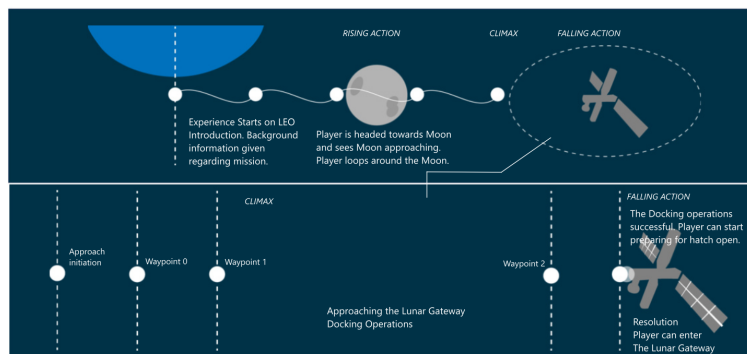 RISING ACTION
CLIMAX
FALLING ACTION
Experience Starts on LEO
Introduction. Background
information given
regarding mission.
Player is headed towards Moon
and sees Moon approaching.
Player loops around the Moon.
CLIMAX
FALLING ACTION
The Docking operations
successful. Player can start
preparing for hatch open.
Approach
initiation
Waypoint 0
Waypoint 1
Waypoint 2
Approaching the Lunar Gateway
Docking Operations
Resolution
Player can enter
The Lunar Gateway